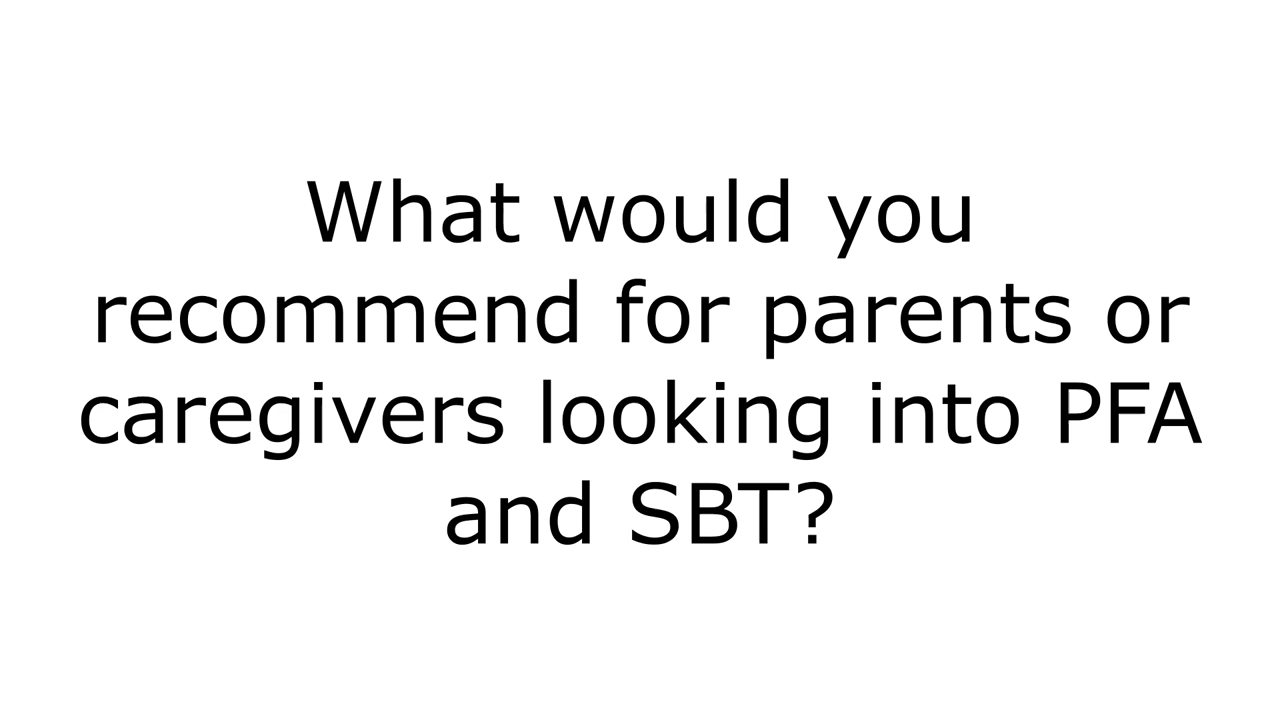 What would you
recommend for parents or
caregivers looking into PFA
and SBT?